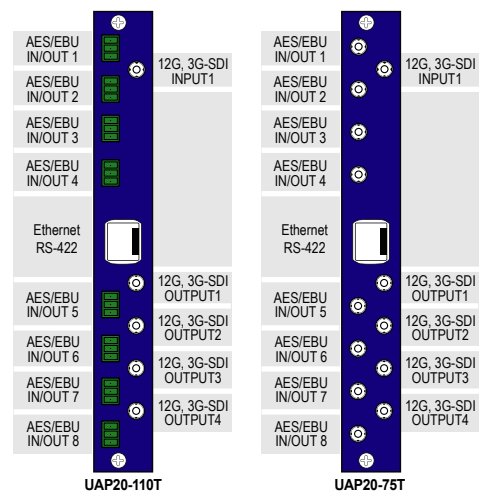 AES/EBU
IN/OUT 1
AES/EBU
IN/OUT 2
AES/EBU
IN/OUT 3
AES/EBU
IN/OUT 4
Ethernet
RS-422
AES/EBU
IN/OUT 5
AES/EBU
IN/OUT 6
AES/EBU
IN/OUT 7
AES/EBU
IN/OUT 8
12G, 3G-SDI
INPUT1
12G, 3G-SDI
OUTPUT1
12G, 3G-SDI
OUTPUT2
12G, 3G-SDI
OUTPUT3
12G, 3G-SDI
OUTPUT4
UAP20-110T
AES/EBU
IN/OUT 1
AES/EBU
IN/OUT 2
AES/EBU
IN/OUT 3
AES/EBU
IN/OUT 4
Ethernet
RS-422
AES/EBU
IN/OUT 5
AES/EBU
IN/OUT 6
AES/EBU
IN/OUT 7
AES/EBU
IN/OUT 8
12G, 3G-SDI
INPUT1
12G, 3G-SDI
OUTPUT1
12G, 3G-SDI
OUTPUT2
12G, 3G-SDI
OUTPUT3
12G, 3G-SDI
OUTPUT4
UAP20-75T